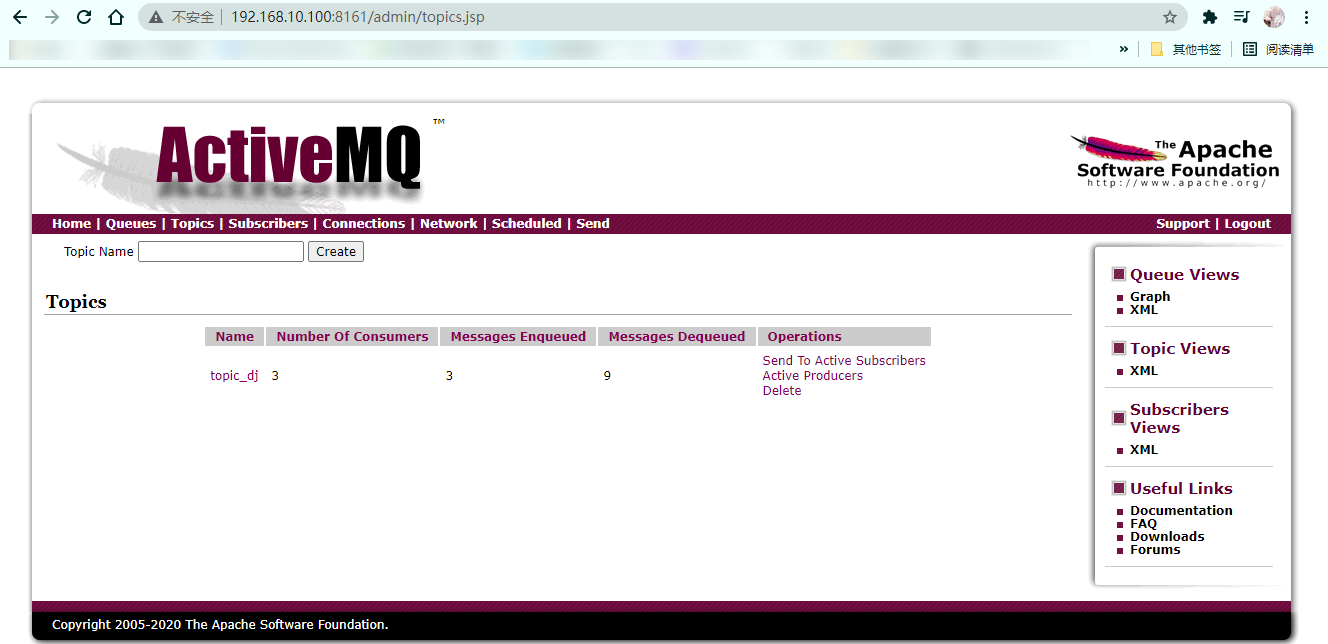 不安全 192.168.10.100:8161/admin/topics.jsp
» 其他书签 阅读清单
ActiveMQ ™
The Apache
Software Foundation
http://www.apache.org/
Home | Queues | Topics | Subscribers | Connections | Network | Scheduled | Send
Support | Logout
Topic Name Create
Topics
Name Number Of Consumers Messages Enqueued Messages Dequeued Operations
topic_dj 3 3 9
Send To Active Subscribers
Active Producers
Delete
Queue Views
Graph
XML
Topic Views
XML
Subscribers
Views
XML
Useful Links
Documentation
FAQ
Downloads
Forums
Copyright 2005-2020 The Apache Software Foundation.